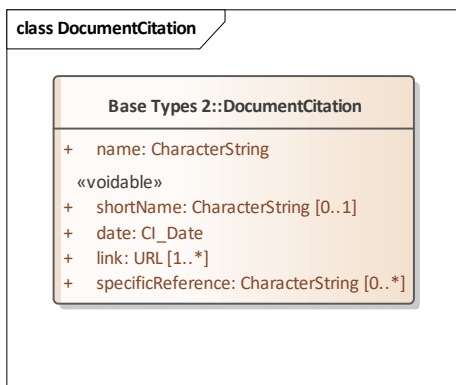 class DocumentCitation
Base Types 2::DocumentCitation
+ name: CharacterString
«voidable»
+ shortName: CharacterString [0..1]
+ date: CI_Date
+ link: URL [1..*]
+ specificReference: CharacterString [0..*]